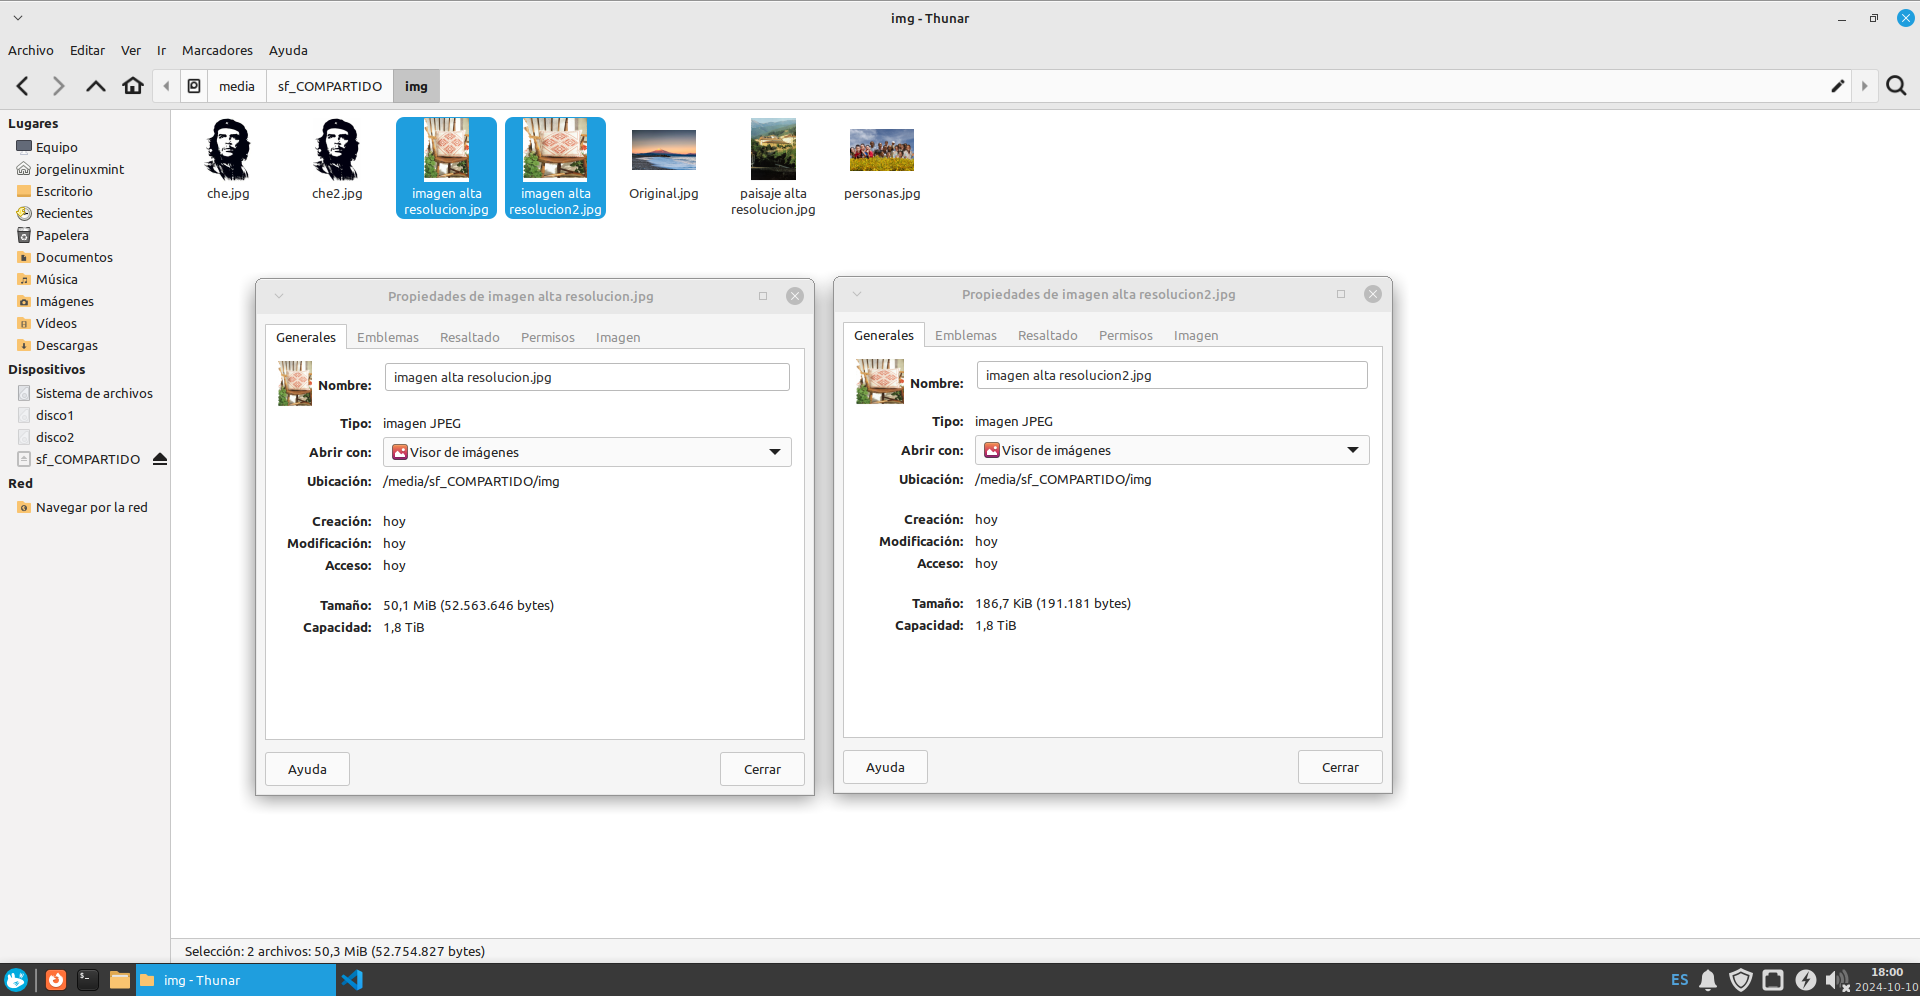 img - Thunar
Archivo Editar Ver Ir Marcadores Ayuda
media sf_COMPARTIDO img
Lugares
Equipo
jorgelinuxmint
Escritorio
Recientes
Papelera
Documentos
Música
Imágenes
Vídeos
Descargas
Dispositivos
Sistema de archivos
disco1
disco2
sf_COMPARTIDO
Red
Navegar por la red
che.jpg
che2.jpg
imagen alta
resolucion.jpg
imagen alta
resolucion2.jpg
Original.jpg
paisaje alta
resolucion.jpg
personas.jpg
Propiedades de imagen alta resolucion.jpg
Generales Emblemas Resaltado Permisos Imagen
Nombre: imagen alta resolucion.jpg
Tipo: imagen JPEG
Abrir con: Visor de imágenes
Ubicación: /media/sf_COMPARTIDO/img
Creación: hoy
Modificación: hoy
Acceso: hoy
Tamaño: 50,1 MiB (52.563.646 bytes)
Capacidad: 1,8 TiB
Ayuda Cerrar
Propiedades de imagen alta resolucion2.jpg
Generales Emblemas Resaltado Permisos Imagen
Nombre: imagen alta resolucion2.jpg
Tipo: imagen JPEG
Abrir con: Visor de imágenes
Ubicación: /media/sf_COMPARTIDO/img
Creación: hoy
Modificación: hoy
Acceso: hoy
Tamaño: 186,7 KiB (191.181 bytes)
Capacidad: 1,8 TiB
Ayuda Cerrar
Selección: 2 archivos: 50,3 MiB (52.754.827 bytes)
img - Thunar
ES
18:00
2024-10-10